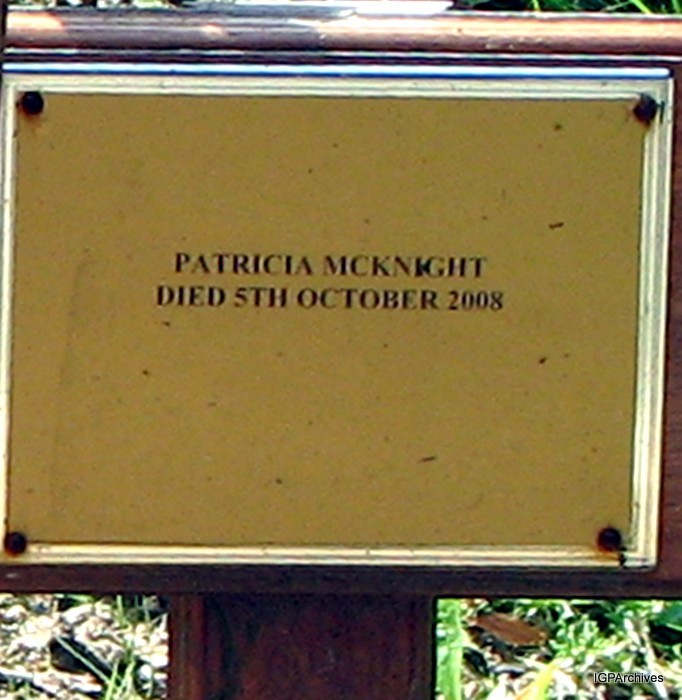 PATRICIA MCKNIGHT
DIED 5TH OCTOBER 2008
IGPArchives